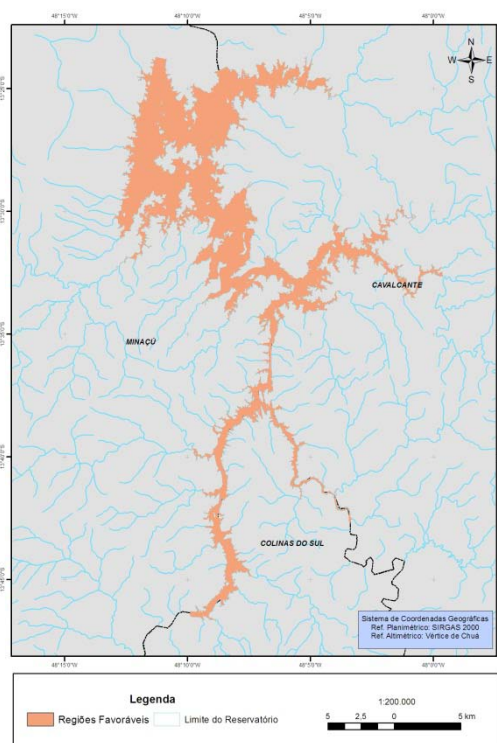 48°15'0"W 48°10'0"W 48°5'0"W 48°0'0"W
N
W E
S
CAVALCANTE
MINAÇÚ
COLINAS DO SUL
Sistema de Coordenadas Geográficas
Ref. Planimétrico: SIRGAS 2000
Ref. Altimétrico: Vértice de Chuá
48°15'0"W 48°10'0"W 48°5'0"W 48°0'0"W
Legenda
Regiões Favoráveis Limite do Reservatório
1:200.000
5 2,5 0 5 km